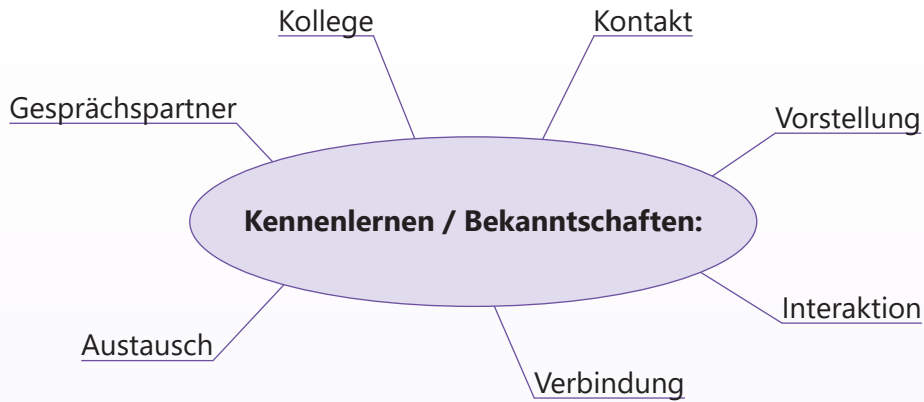 Kollege
Kontakt
Gesprächspartner
Vorstellung
Kennenlernen / Bekanntschaften:
Interaktion
Austausch
Verbindung